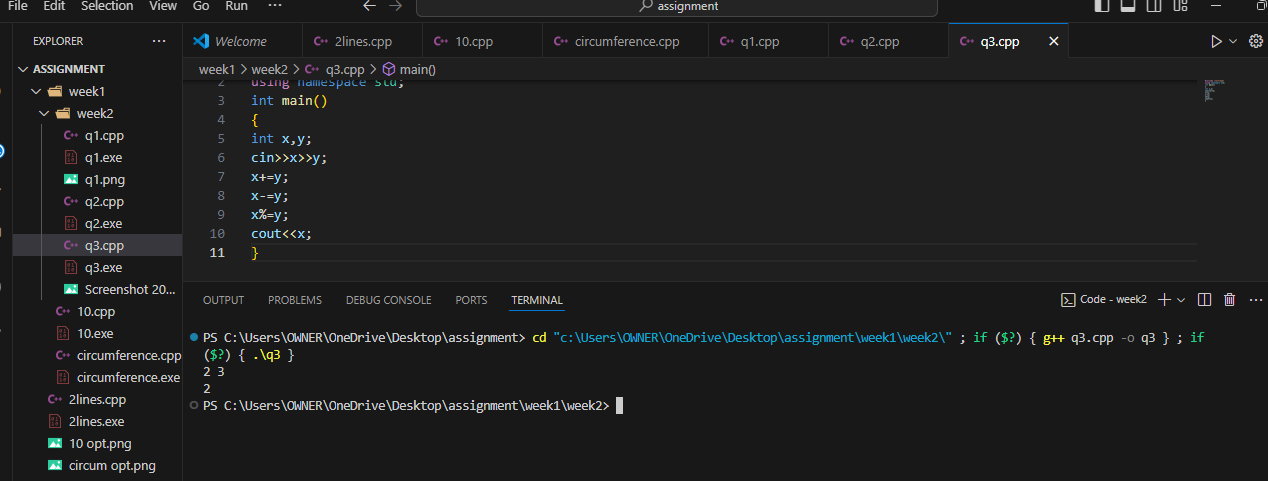 File Edit Selection View Go Run ···
assignment
EXPLORER ···
ASSIGNMENT
week1
week2
q1.cpp
q1.exe
q1.png
q2.cpp
q2.exe
q3.cpp
q3.exe
Screenshot 20...
10.cpp
10.exe
circumference.cpp
circumference.exe
2lines.cpp
2lines.exe
10 opt.png
circum opt.png
Welcome 2lines.cpp 10.cpp circumference.cpp q1.cpp q2.cpp q3.cpp
week1 > week2 > q3.cpp > main()
2 using namespace std;
3 int main()
4 {
5 int x,y;
6 cin>>x>>y;
7 x+=y;
8 x-=y;
9 x%=y;
10 cout<<x;
11 }
OUTPUT PROBLEMS DEBUG CONSOLE PORTS TERMINAL Code - week2 ···
PS C:\Users\OWNER\OneDrive\Desktop\assignment> cd "c:\Users\OWNER\OneDrive\Desktop\assignment\week1\week2\" ; if ($?) { g++ q3.cpp -o q3 } ; if
($?) { .\q3 }
2 3
2
PS C:\Users\OWNER\OneDrive\Desktop\assignment\week1\week2>